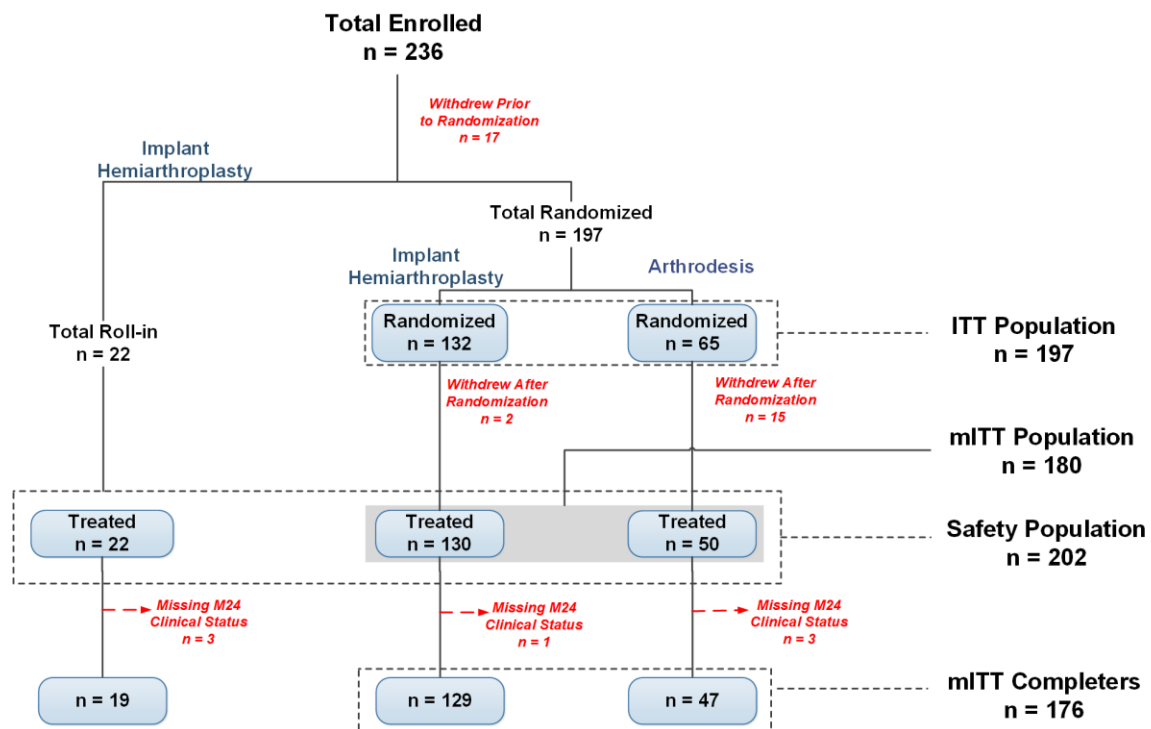 Total Enrolled
n = 236
Withdrew Prior
to Randomization
n = 17
Implant
Hemiarthroplasty
Total Randomized
n = 197
Implant
Hemiarthroplasty
Arthrodesis
Total Roll-in
n = 22
Randomized
n = 132
Randomized
n = 65
ITT Population
n = 197
Withdrew After
Randomization
n = 2
Withdrew After
Randomization
n = 15
mITT Population
n = 180
Treated
n = 22
Treated
n = 130
Treated
n = 50
Safety Population
n = 202
Missing M24
Clinical Status
n = 3
Missing M24
Clinical Status
n = 1
Missing M24
Clinical Status
n = 3
n = 19
n = 129
n = 47
mITT Completers
n = 176